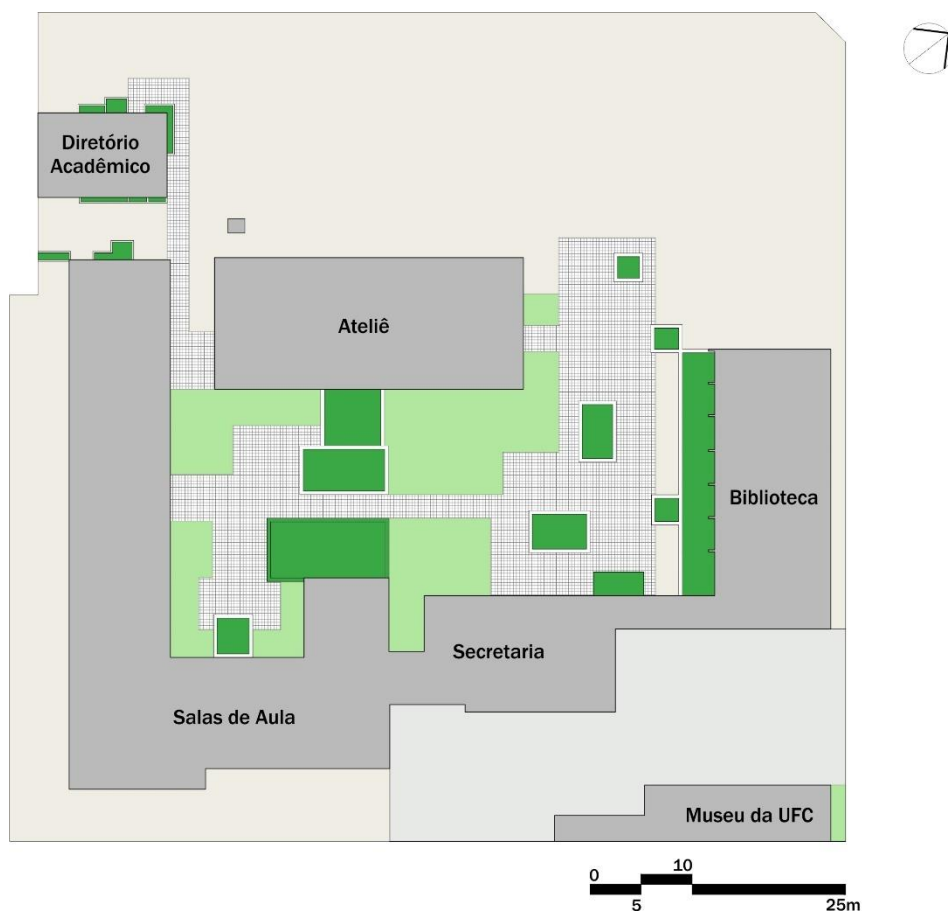 Diretório
Acadêmico
Ateliê
Biblioteca
Secretaria
Salas de Aula
Museu da UFC
0 10
5 25m